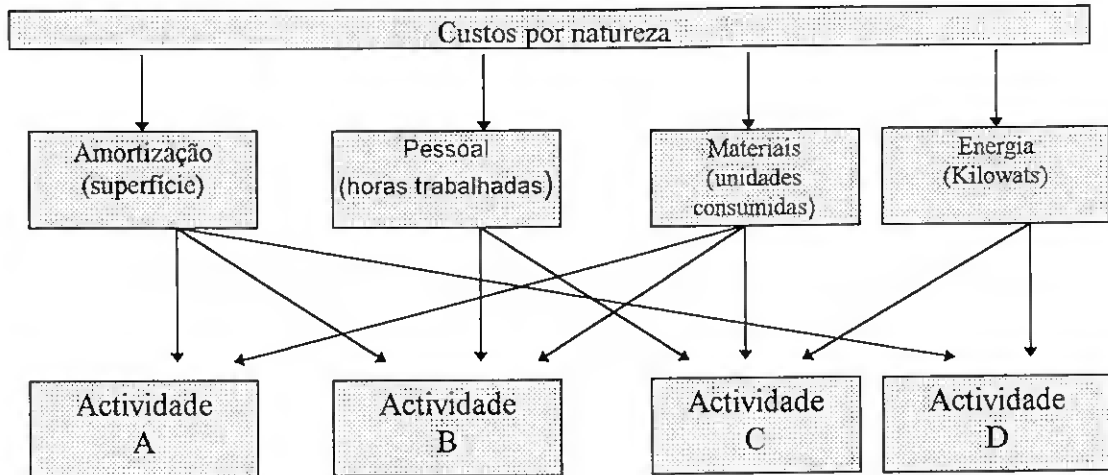 Custos por natureza
Amortização
(superfície)
Pessoal
(horas trabalhadas)
Materiais
(unidades
consumidas)
Energia
(Kilowats)
Actividade
A
Actividade
B
Actividade
C
Actividade
D